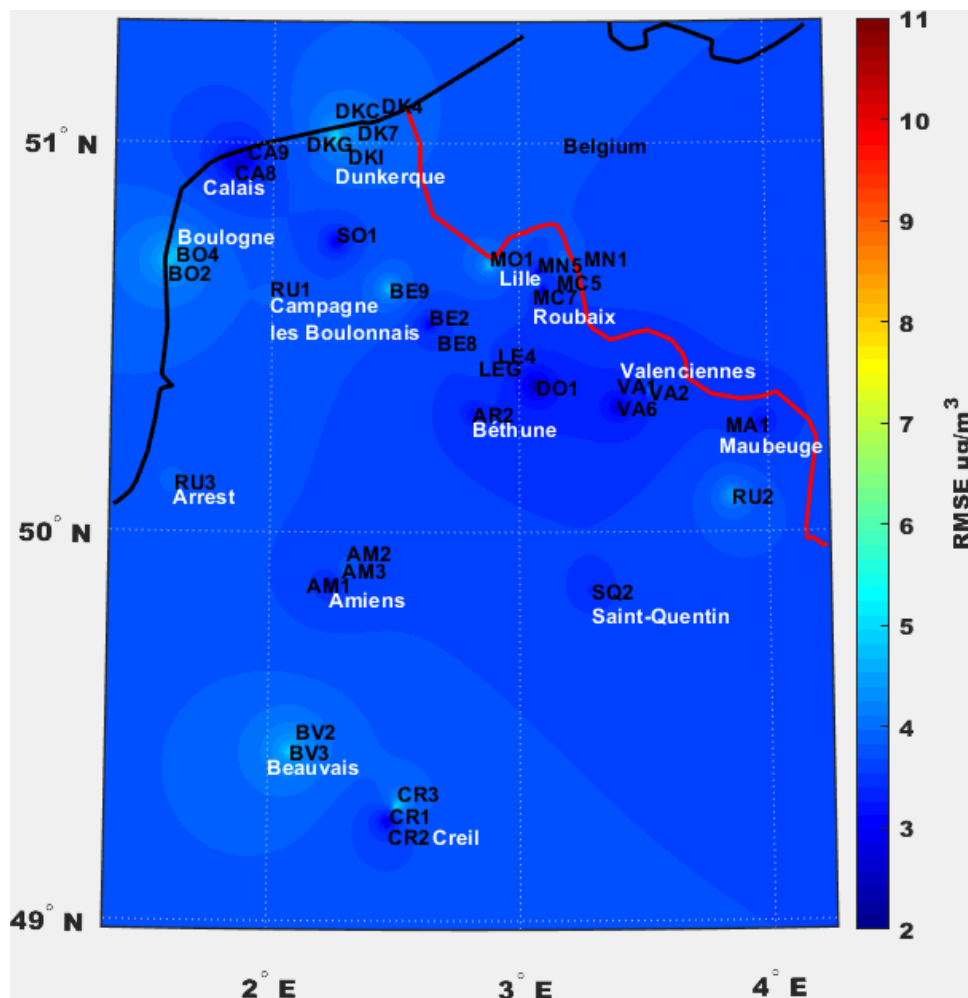 11
10
9
8
7
6
5
4
3
2
RMSE µg/m³
51° N
50° N
49° N
2° E
3° E
4° E
DKC DK4
DK7
DKG
DKI
Dunkerque
Belgium
CA9
CA8
Calais
SO1
Boulogne
BO4
BO2
MO1
MN5
MN1
Lille
MC5
MC7
Roubaix
RU1
Campagne
les Boulonnais
BE9
BE2
BE8
LE4
LEG
DO1
Valenciennes
VA1
VA2
VA6
AR2
Béthune
MA1
Maubeuge
RU3
Arrest
RU2
AM2
AM3
AM1
Amiens
SQ2
Saint-Quentin
BV2
BV3
Beauvais
CR3
CR1
CR2 Creil